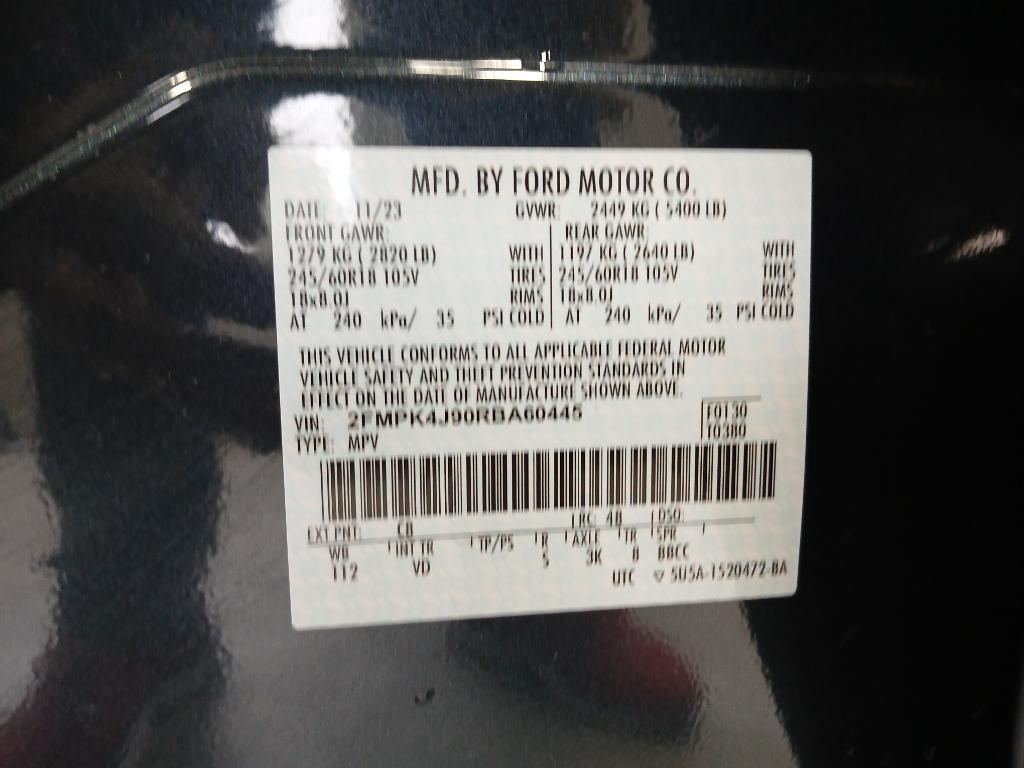 MFD. BY FORD MOTOR CO.
DATE: 11/23 GVWR: 2449 KG ( 5400 LB)
FRONT GAWR: REAR GAWR:
1279 KG ( 2820 LB) WITH 1197 KG ( 2640 LB) WITH
245/60R18 105V TIRES 245/60R18 105V TIRES
18x8.0J RIMS 18x8.0J RIMS
AT 240 kPa/ 35 PSI COLD AT 240 kPa/ 35 PSI COLD
THIS VEHICLE CONFORMS TO ALL APPLICABLE FEDERAL MOTOR
VEHICLE SAFETY AND THEFT PREVENTION STANDARDS IN
EFFECT ON THE DATE OF MANUFACTURE SHOWN ABOVE.
VIN: 2FMPK4J90RBA60445 F0130
TYPE: MPV T0380
EXT PNT: C8 RC: 48 DSO:
WB INT TR TP/PS R AXLE TR SPR
112 VD 5 3K B BBCC
UTC ▽ 5U5A-1520472-BA